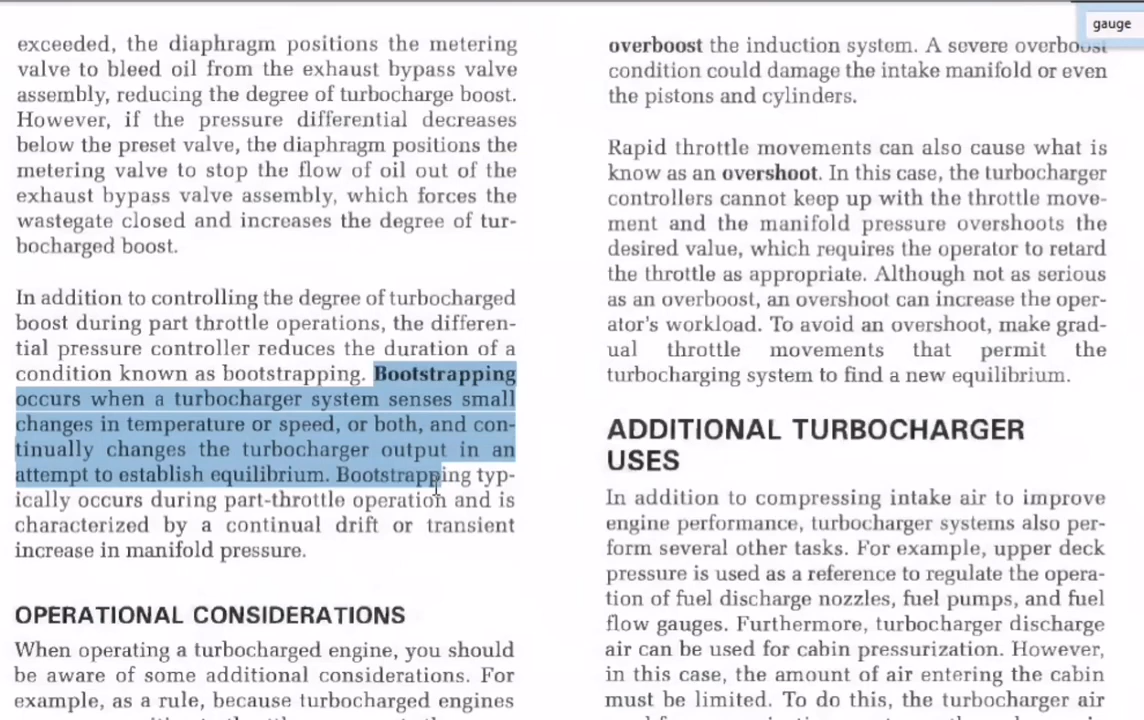 exceeded, the diaphragm positions the metering
valve to bleed oil from the exhaust bypass valve
assembly, reducing the degree of turbocharge boost.
However, if the pressure differential decreases
below the preset valve, the diaphragm positions the
metering valve to stop the flow of oil out of the
exhaust bypass valve assembly, which forces the
wastegate closed and increases the degree of tur-
bocharged boost.
In addition to controlling the degree of turbocharged
boost during part throttle operations, the differen-
tial pressure controller reduces the duration of a
condition known as bootstrapping. Bootstrapping
occurs when a turbocharger system senses small
changes in temperature or speed, or both, and con-
tinually changes the turbocharger output in an
attempt to establish equilibrium. Bootstrapping typ-
ically occurs during part-throttle operation and is
characterized by a continual drift or transient
increase in manifold pressure.
OPERATIONAL CONSIDERATIONS
When operating a turbocharged engine, you should
be aware of some additional considerations. For
example, as a rule, because turbocharged engines
gauge
overboost the induction system. A severe overboost
condition could damage the intake manifold or even
the pistons and cylinders.
Rapid throttle movements can also cause what is
know as an overshoot. In this case, the turbocharger
controllers cannot keep up with the throttle move-
ment and the manifold pressure overshoots the
desired value, which requires the operator to retard
the throttle as appropriate. Although not as serious
as an overboost, an overshoot can increase the oper-
ator's workload. To avoid an overshoot, make grad-
ual throttle movements that permit the
turbocharging system to find a new equilibrium.
ADDITIONAL TURBOCHARGER
USES
In addition to compressing intake air to improve
engine performance, turbocharger systems also per-
form several other tasks. For example, upper deck
pressure is used as a reference to regulate the opera-
tion of fuel discharge nozzles, fuel pumps, and fuel
flow gauges. Furthermore, turbocharger discharge
air can be used for cabin pressurization. However,
in this case, the amount of air entering the cabin
must be limited. To do this, the turbocharger air